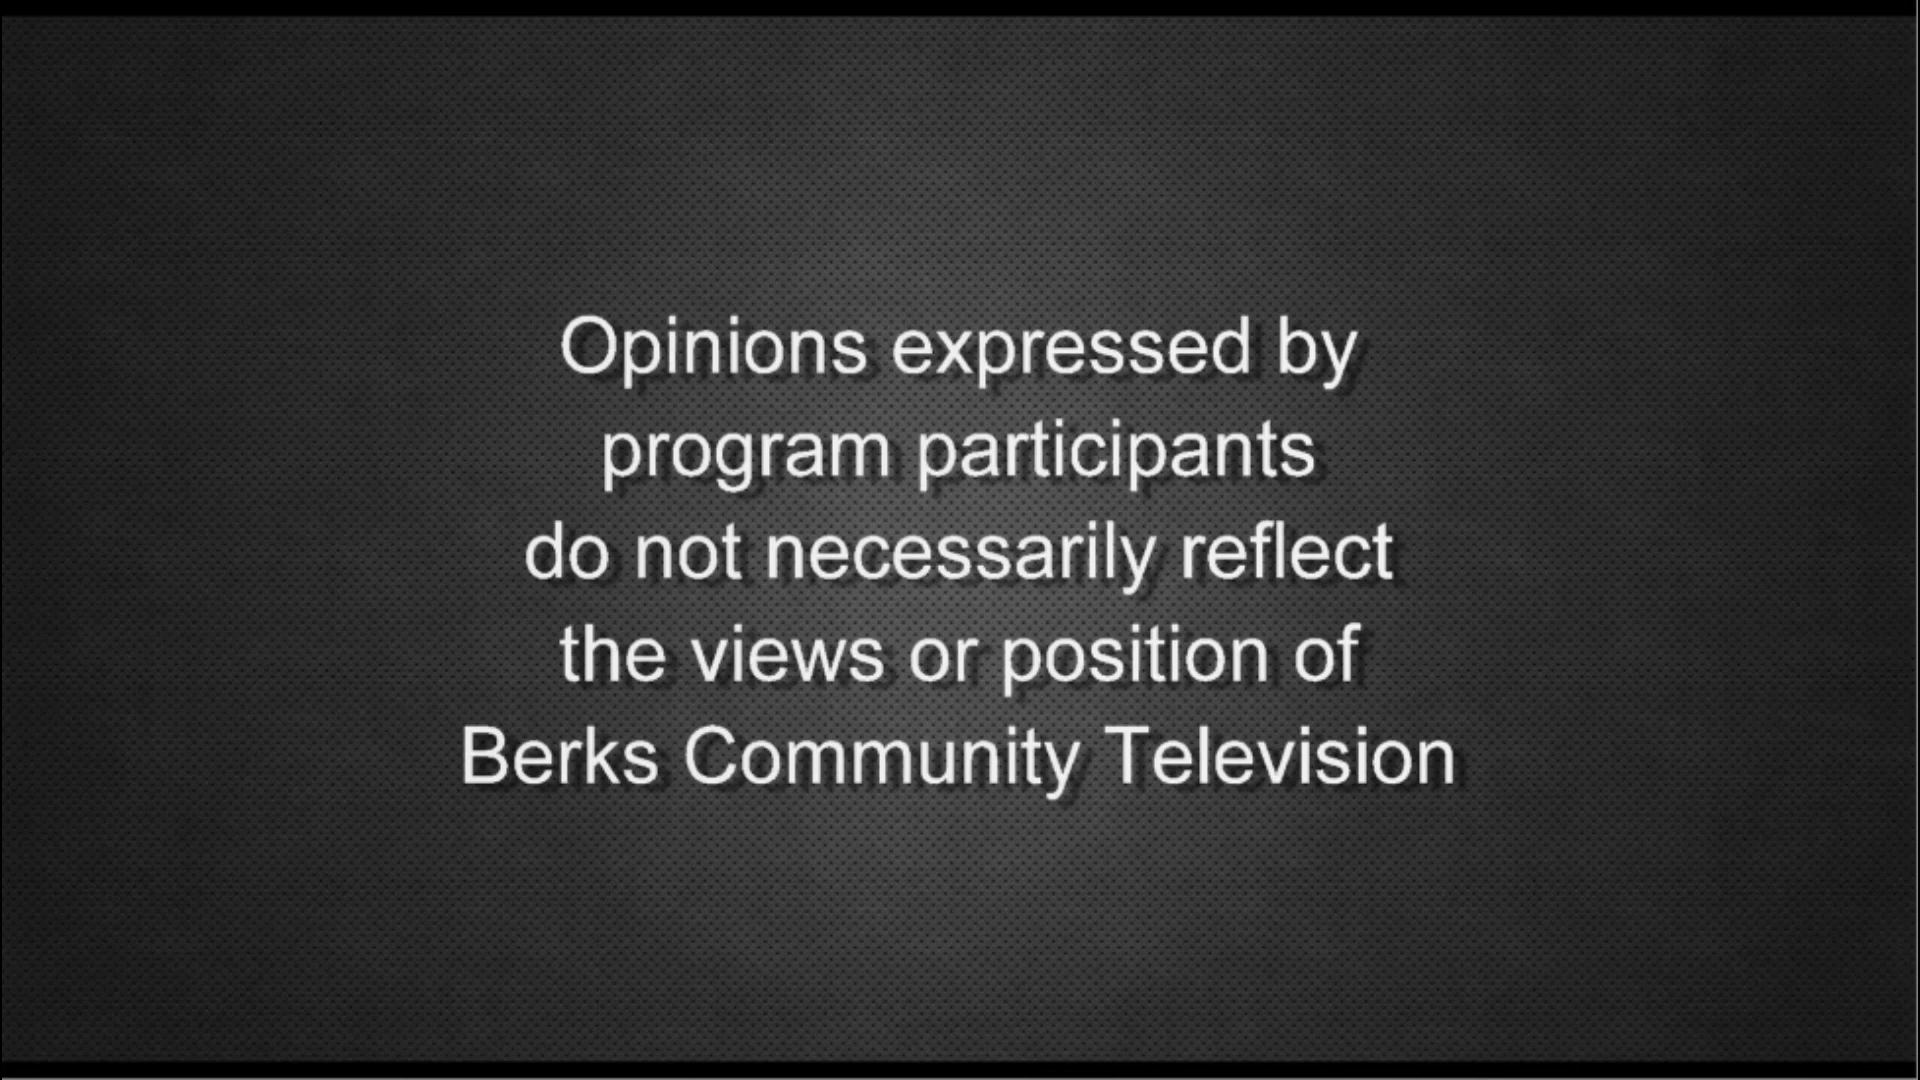 Opinions expressed by
program participants
do not necessarily reflect
the views or position of
Berks Community Television